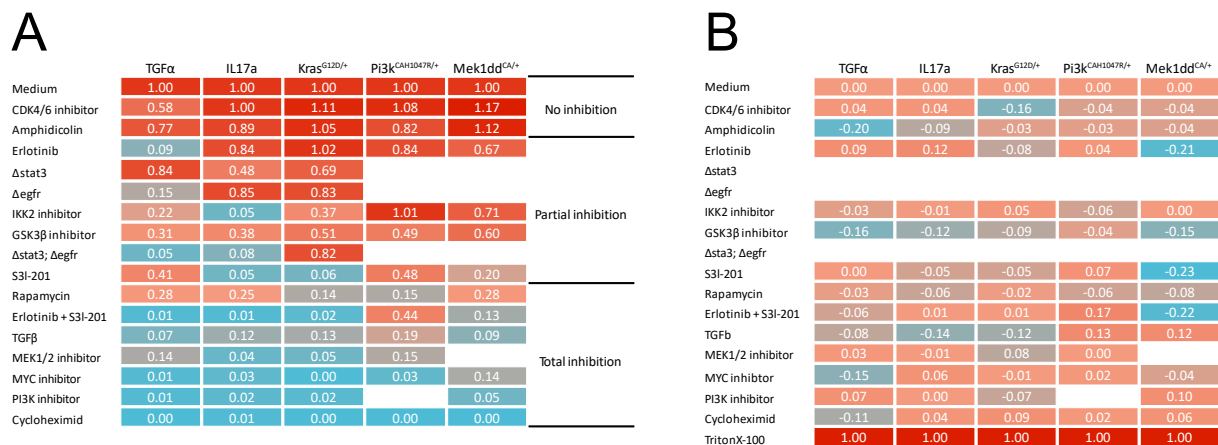 A
TGFα IL17a Kras^G12D/+ Pi3k^CAH1047R/+ Mek1dd^CA/+
Medium 1.00 1.00 1.00 1.00 1.00
CDK4/6 inhibitor 0.58 1.00 1.11 1.08 1.17
No inhibition
Amphidicolin 0.77 0.89 1.05 0.82 1.12
Erlotinib 0.09 0.84 1.02 0.84 0.67
Δstat3 0.84 0.48 0.69
Δegfr 0.15 0.85 0.83
IKK2 inhibitor 0.22 0.05 0.37 1.01 0.71
Partial inhibition
GSK3β inhibitor 0.31 0.38 0.51 0.49 0.60
Δstat3; Δegfr 0.05 0.08 0.82
S3I-201 0.41 0.05 0.06 0.48 0.20
Rapamycin 0.28 0.25 0.14 0.15 0.28
Erlotinib + S3I-201 0.01 0.01 0.02 0.44 0.13
TGFβ 0.07 0.12 0.13 0.19 0.09
MEK1/2 inhibitor 0.14 0.04 0.05 0.15
Total inhibition
MYC inhibtor 0.01 0.03 0.00 0.03 0.14
PI3K inhibitor 0.01 0.02 0.02 0.05
Cycloheximid 0.00 0.01 0.00 0.00 0.00
B
TGFα IL17a Kras^G12D/+ Pi3k^CAH1047R/+ Mek1dd^CA/+
Medium 0.00 0.00 0.00 0.00 0.00
CDK4/6 inhibitor 0.04 0.04 -0.16 -0.04 -0.04
Amphidicolin -0.20 -0.09 -0.03 -0.03 -0.04
Erlotinib 0.09 0.12 -0.08 0.04 -0.21
Δstat3
Δegfr
IKK2 inhibitor -0.03 -0.01 0.05 -0.06 0.00
GSK3β inhibitor -0.16 -0.12 -0.09 -0.04 -0.15
Δsta3; Δegfr
S3I-201 0.00 -0.05 -0.05 0.07 -0.23
Rapamycin -0.03 -0.06 -0.02 -0.06 -0.08
Erlotinib + S3I-201 -0.06 0.01 0.01 0.17 -0.22
TGFb -0.08 -0.14 -0.12 0.13 0.12
MEK1/2 inhibitor 0.03 -0.01 0.08 0.00
MYC inhibtor -0.15 0.06 -0.01 0.02 -0.04
PI3K inhibitor 0.07 0.00 -0.07 0.10
Cycloheximid -0.11 0.04 0.09 0.02 0.06
TritonX-100 1.00 1.00 1.00 1.00 1.00